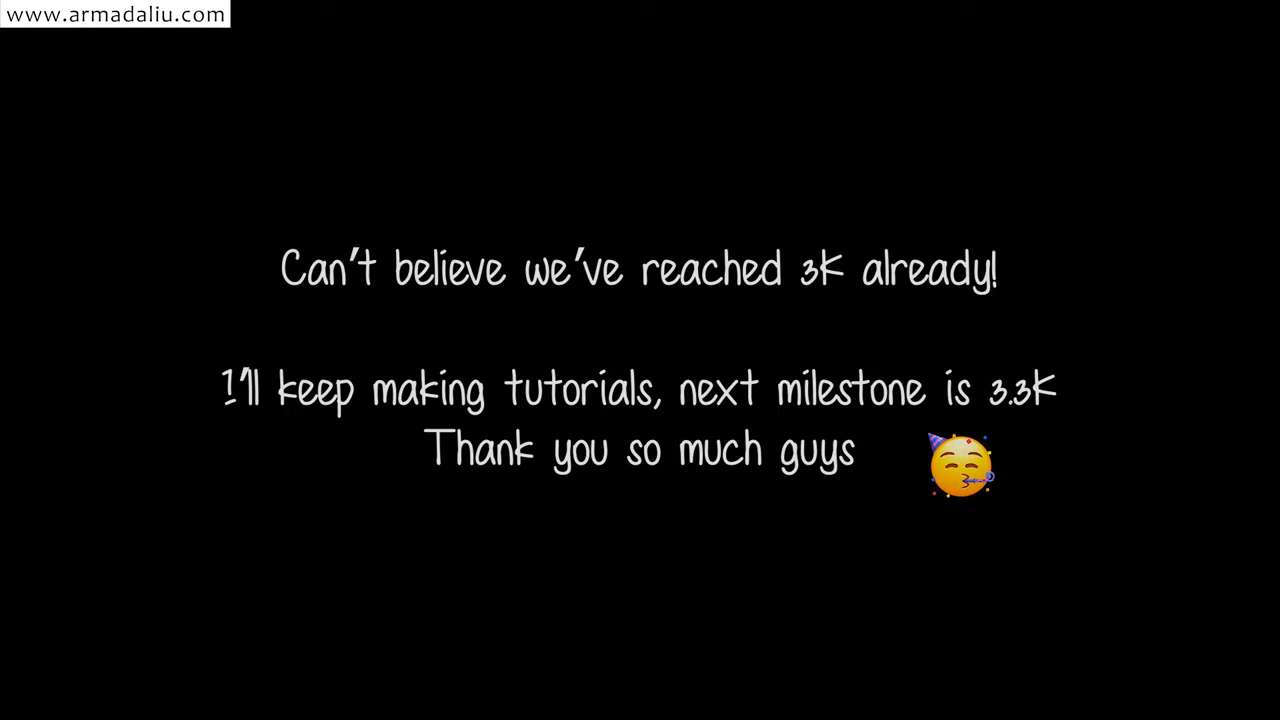 www.armadaliu.com
Can't believe we've reached 3K already!
I'll keep making tutorials, next milestone is 3.3K
Thank you so much guys